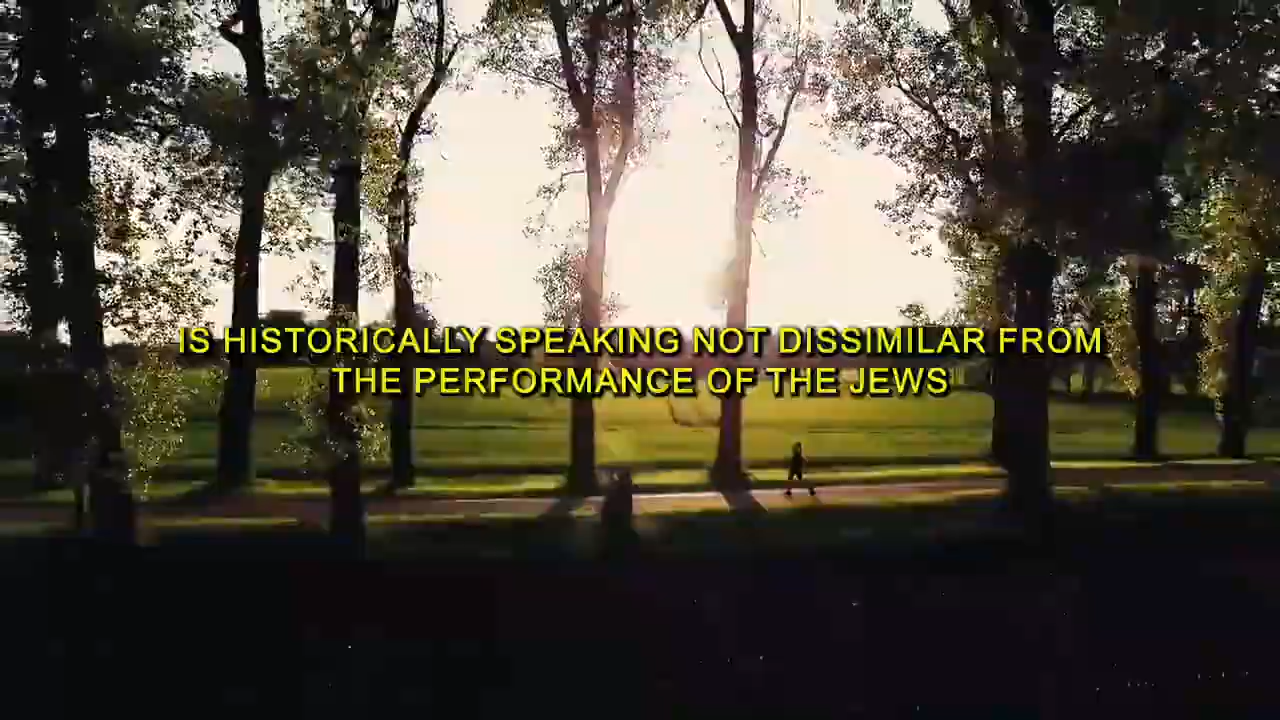 IS HISTORICALLY SPEAKING NOT DISSIMILAR FROM
THE PERFORMANCE OF THE JEWS